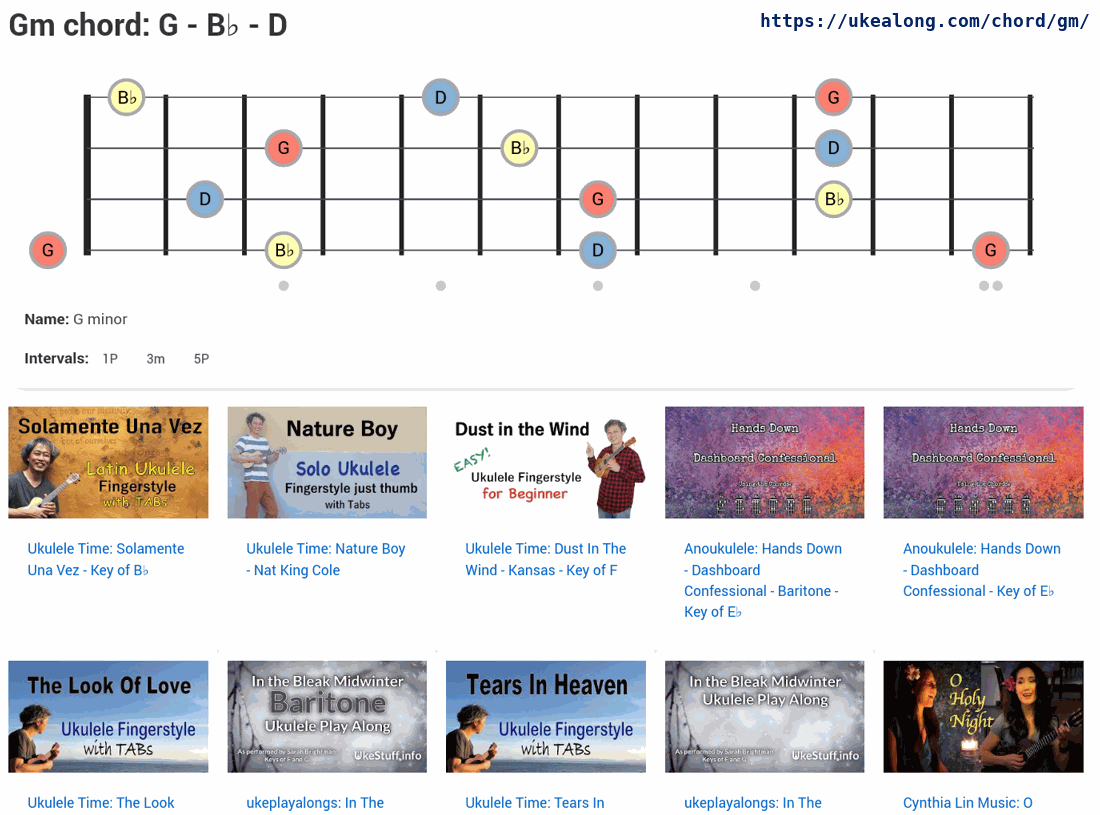 Gm chord: G - B♭ - D
https://ukealong.com/chord/gm/
B♭ D G
G B♭ D
D G B♭
G B♭ D G
Name: G minor
Intervals: 1P 3m 5P
Solamente Una Vez
Latin Ukulele
Fingerstyle
with TABs
Nature Boy
Solo Ukulele
Fingerstyle just thumb
with Tabs
Dust in the Wind
EASY!
Ukulele Fingerstyle
for Beginner
Hands Down
Dashboard Confessional
Hands Down
Dashboard Confessional
Ukulele Time: Solamente
Una Vez - Key of B♭
Ukulele Time: Nature Boy
- Nat King Cole
Ukulele Time: Dust In The
Wind - Kansas - Key of F
Anoukulele: Hands Down
- Dashboard
Confessional - Baritone -
Key of E♭
Anoukulele: Hands Down
- Dashboard
Confessional - Key of E♭
The Look Of Love
Ukulele Fingerstyle
with TABs
In the Bleak Midwinter
Baritone
Ukulele Play Along
As performed by Sarah Brightman
Keys of F and G
UkeStuff.info
Tears In Heaven
Ukulele Fingerstyle
with TABs
In the Bleak Midwinter
Ukulele Play Along
As performed by Sarah Brightman
Keys of F and G
UkeStuff.info
O
Holy
Night
Ukulele Time: The Look
ukeplayalongs: In The
Ukulele Time: Tears In
ukeplayalongs: In The
Cynthia Lin Music: O